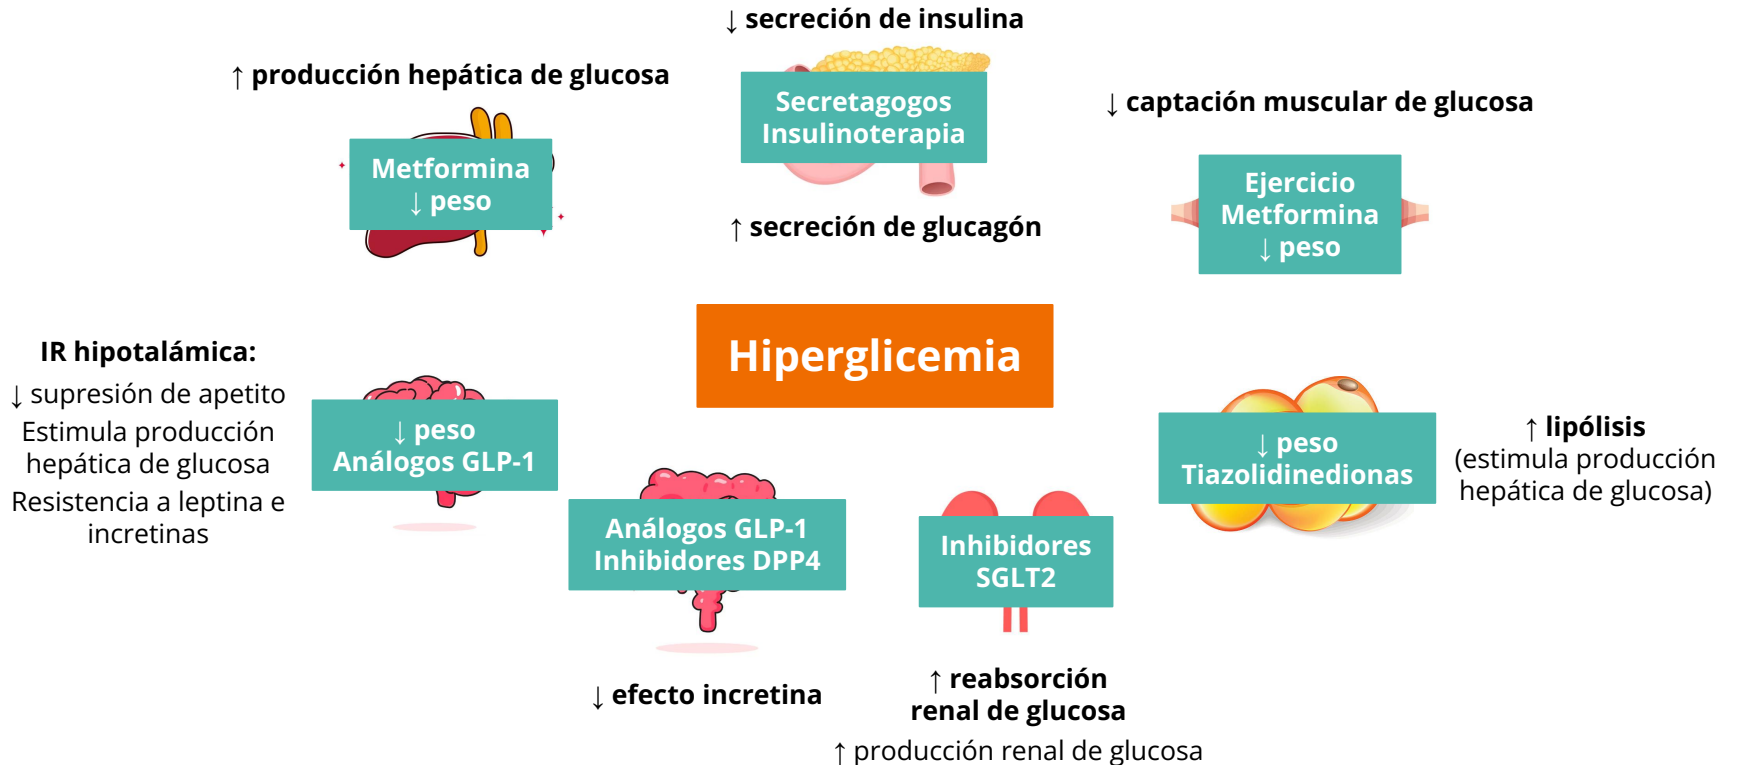 ↓ secreción de insulina
↑ producción hepática de glucosa
Secretagogos
Insulinoterapia
↓ captación muscular de glucosa
Metformina
↓ peso
Ejercicio
Metformina
↓ peso
↑ secreción de glucagón
Hiperglicemia
IR hipotalámica:
↓ supresión de apetito
Estimula producción
hepática de glucosa
Resistencia a leptina e
incretinas
↓ peso
Análogos GLP-1
↓ peso
Tiazolidinedionas
↑ lipólisis
(estimula producción
hepática de glucosa)
Análogos GLP-1
Inhibidores DPP4
Inhibidores
SGLT2
↓ efecto incretina
↑ reabsorción
renal de glucosa
↑ producción renal de glucosa